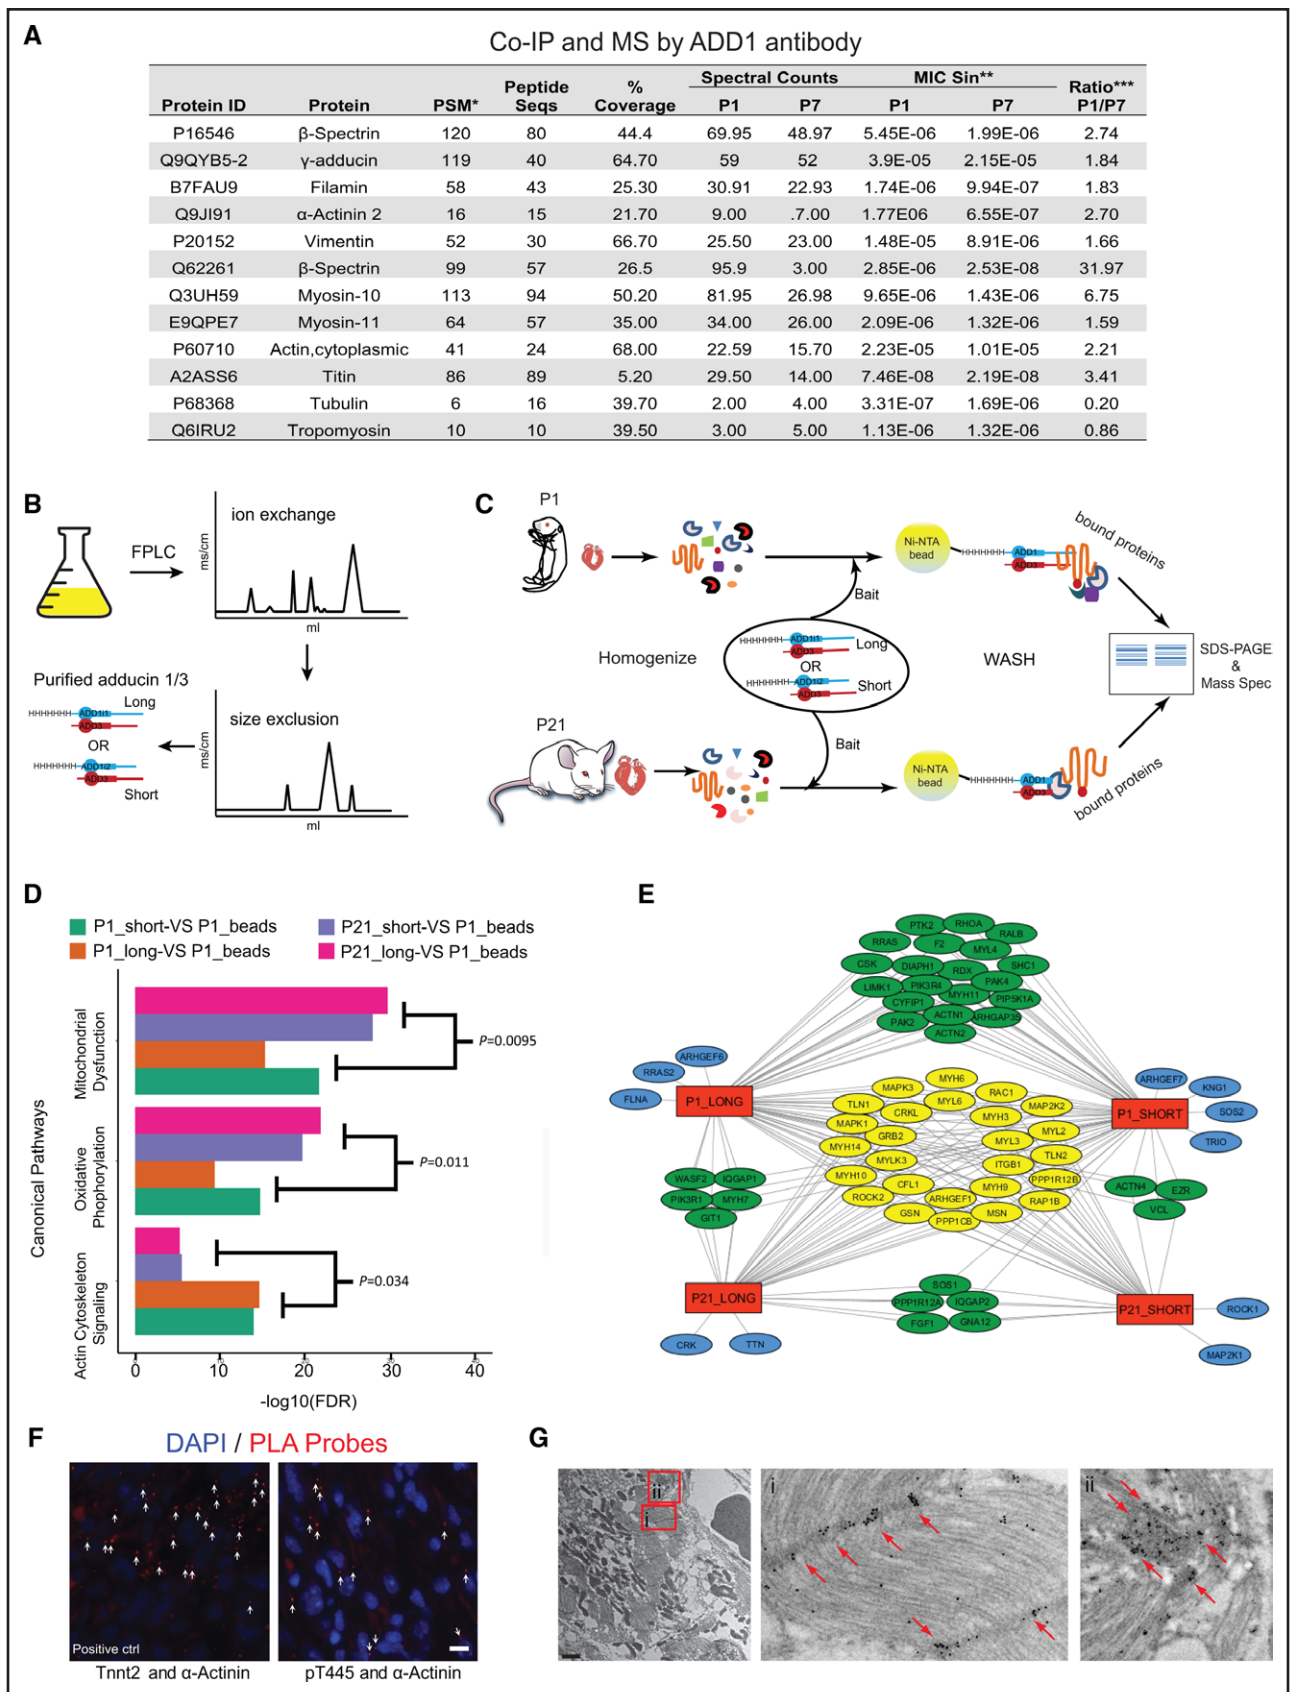 A
Co-IP and MS by ADD1 antibody
Protein ID Protein PSM* Peptide Seqs % Coverage Spectral Counts MIC Sin** Ratio*** P1/P7
P1 P7 P1 P7
P16546 β-Spectrin 120 80 44.4 69.95 48.97 5.45E-06 1.99E-06 2.74
Q9QYB5-2 γ-adducin 119 40 64.70 59 52 3.9E-05 2.15E-05 1.84
B7FAU9 Filamin 58 43 25.30 30.91 22.93 1.74E-06 9.94E-07 1.83
Q9JI91 α-Actinin 2 16 15 21.70 9.00 .7.00 1.77E06 6.55E-07 2.70
P20152 Vimentin 52 30 66.70 25.50 23.00 1.48E-05 8.91E-06 1.66
Q62261 β-Spectrin 99 57 26.5 95.9 3.00 2.85E-06 2.53E-08 31.97
Q3UH59 Myosin-10 113 94 50.20 81.95 26.98 9.65E-06 1.43E-06 6.75
E9QPE7 Myosin-11 64 57 35.00 34.00 26.00 2.09E-06 1.32E-06 1.59
P60710 Actin,cytoplasmic 41 24 68.00 22.59 15.70 2.23E-05 1.01E-05 2.21
A2ASS6 Titin 86 89 5.20 29.50 14.00 7.46E-08 2.19E-08 3.41
P68368 Tubulin 6 16 39.70 2.00 4.00 3.31E-07 1.69E-06 0.20
Q6IRU2 Tropomyosin 10 10 39.50 3.00 5.00 1.13E-06 1.32E-06 0.86
B
FPLC
ms/cm
ion exchange
ml
Purified adducin 1/3
Long
HHHHHHH ADD1i1
ADD3
OR
HHHHHHH ADD1i2
ADD3
Short
ms/cm
size exclusion
ml
C
P1
Homogenize
Bait
HHHHHHH ADD1i1
ADD3
Long
OR
HHHHHHH ADD1i2
ADD3
Short
P21
Bait
Ni-NTA
bead
HHHHHHH ADD1
ADD3
bound proteins
WASH
SDS-PAGE
&
Mass Spec
Ni-NTA
bead
HHHHHHH ADD1
ADD3
bound proteins
D
P1_short-VS P1_beads
P21_short-VS P1_beads
P1_long-VS P1_beads
P21_long-VS P1_beads
Canonical Pathways
Mitochondrial
Dysfunction
P=0.0095
Oxidative
Phophorylation
P=0.011
Actin Cytoskeleton
Signaling
P=0.034
0 10 20 30 40
-log10(FDR)
E
PTK2
RHOA
RALB
RRAS
F2
MYL4
CSK
DIAPH1
RDX
SHC1
LIMK1
PIK3R4
PAK4
CYFIP1
MYH11
PIP5K1A
PAK2
ACTN1
ARHGAP35
ACTN2
ARHGEF6
RRAS2
FLNA
P1_LONG
MAPK3
MYH6
RAC1
TLN1
CRKL
MYL6
MYH3
MAP2K2
MAPK1
GRB2
MYL3
MYL2
MYH14
MYLK3
ITGB1
TLN2
MYH10
CFL1
MYH9
PPP1R12B
ROCK2
ARHGEF1
RAP1B
GSN
PPP1CB
MSN
P1_SHORT
ARHGEF7
KNG1
SOS2
TRIO
WASF2
IQGAP1
PIK3R1
MYH7
GIT1
ACTN4
EZR
VCL
P21_LONG
SOS1
PPP1R12A
IQGAP2
FGF1
GNA12
P21_SHORT
ROCK1
MAP2K1
CRK
TTN
F
DAPI / PLA Probes
Positive ctrl
Tnnt2 and α-Actinin
pT445 and α-Actinin
G
ii
i
i
ii